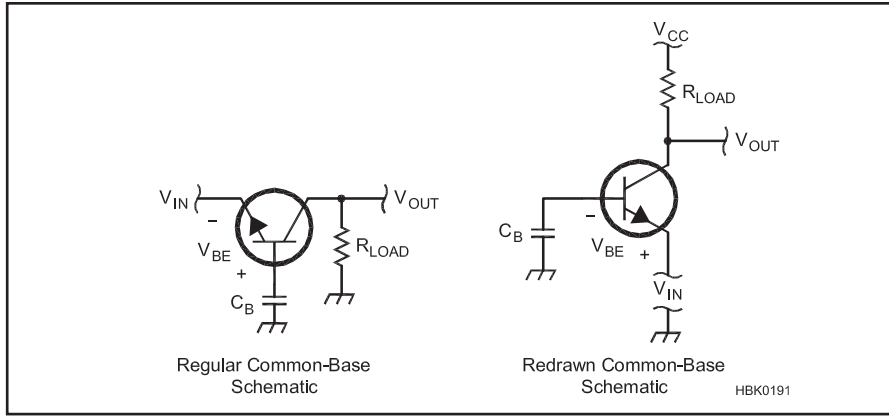 V_IN
−
V_BE
+
C_B
V_OUT
R_LOAD
Regular Common-Base
Schematic
V_CC
R_LOAD
V_OUT
C_B
−
V_BE
+
V_IN
Redrawn Common-Base
Schematic
HBK0191